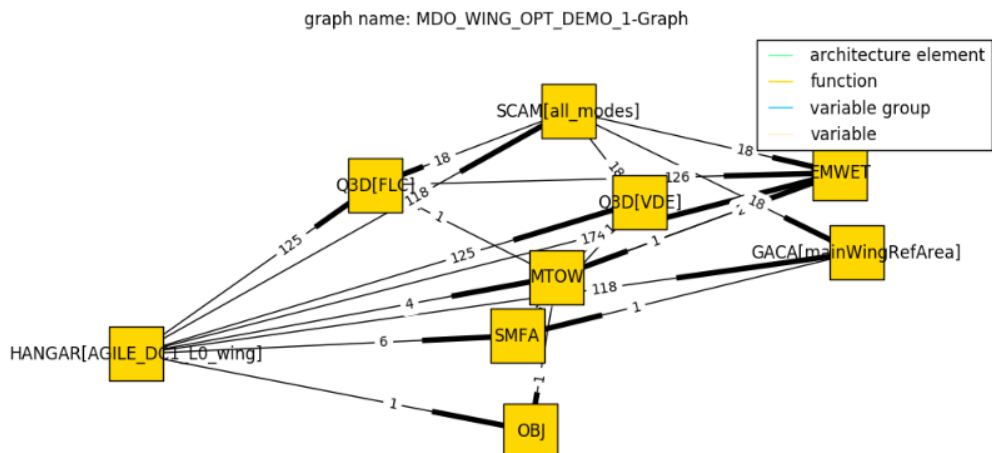 graph name: MDO_WING_OPT_DEMO_1-Graph
architecture element
function
variable group
variable
SCAM[all_modes]
18
18
Q3D[FLC]
118
126
EMWET
18
Q3D[VDE]
18
125
1
125
174
1
2
GACA[mainWingRefArea]
1
MTOW
118
4
1
SMFA
6
HANGAR[AGILE_DC1_L0_wing]
1
1
OBJ